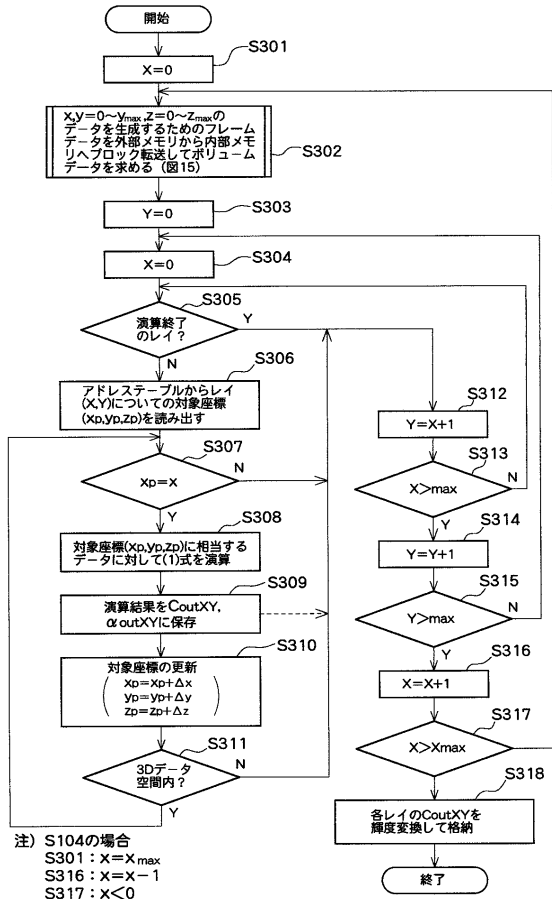 開始
S301
X=0
x,y=0～ymax,z=0～zmaxの
データを生成するためのフレーム
データを外部メモリから内部メモ
リへブロック転送してボリューム
データを求める (図15)
S302
Y=0
S303
X=0
S304
S305
演算終了
のレイ?
Y
N
S306
アドレステーブルからレイ
(X,Y)についての対象座標
(xp,yp,zp)を読み出す
S307
xp=x
N
Y
S308
対象座標(xp,yp,zp)に相当する
データに対して(1)式を演算
S309
演算結果をCoutXY,
αoutXYに保存
S310
対象座標の更新
xp=xp+Δx
yp=yp+Δy
zp=zp+Δz
S311
3Dデータ
空間内?
N
Y
S312
Y=X+1
S313
X>max
N
Y
S314
Y=Y+1
S315
Y>max
N
Y
S316
X=X+1
S317
X>Xmax
S318
各レイのCoutXYを
輝度変換して格納
終了
注) S104の場合
S301:x=xmax
S316:x=x-1
S317:x<0